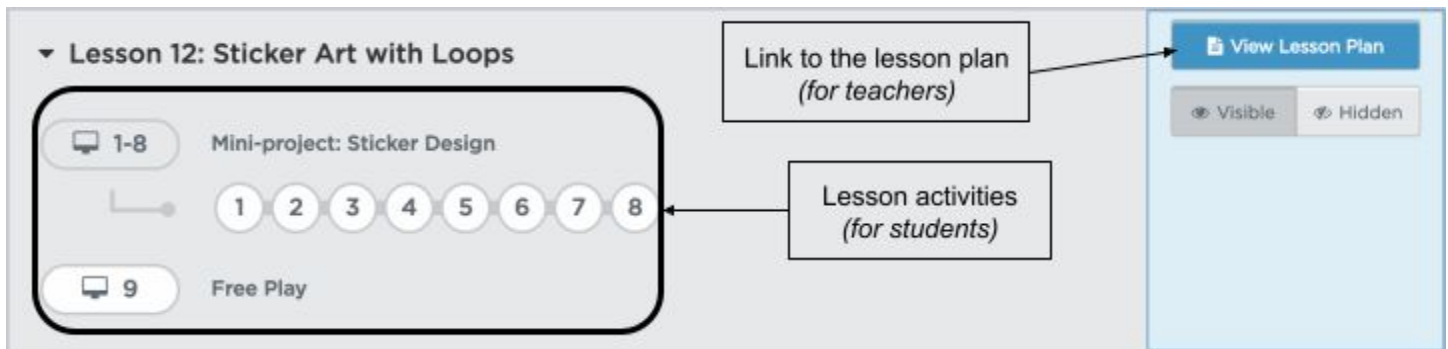 Lesson 12: Sticker Art with Loops
Link to the lesson plan
(for teachers)
View Lesson Plan
Visible
Hidden
1-8
Mini-project: Sticker Design
1 2 3 4 5 6 7 8
Lesson activities
(for students)
9
Free Play